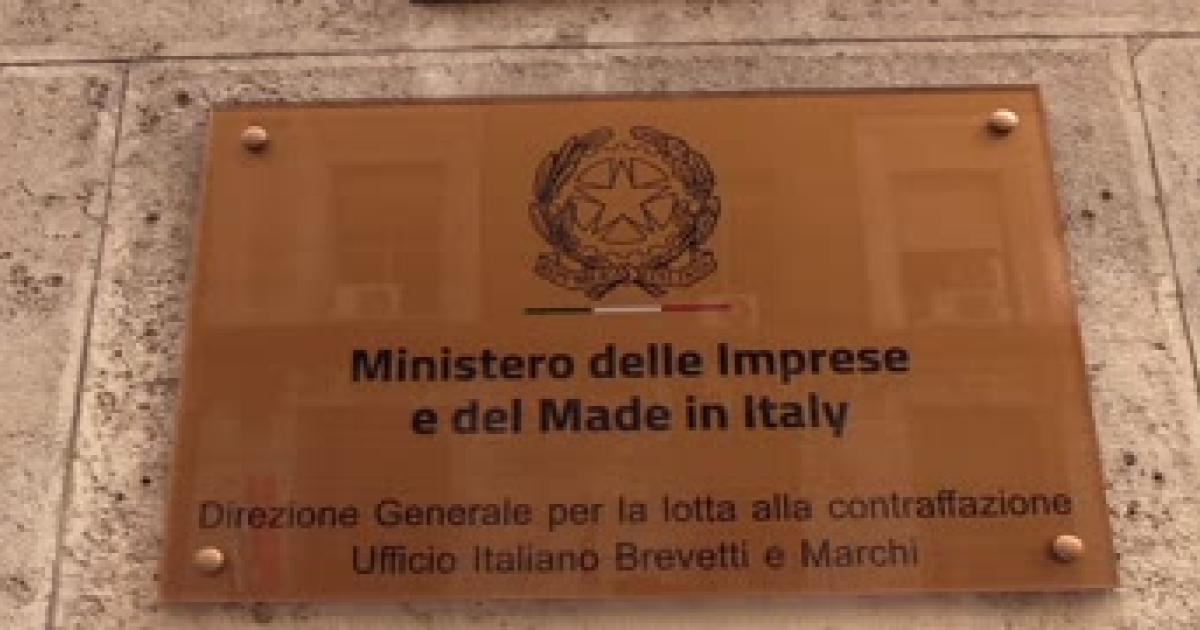 Ministero delle Imprese
e del Made in Italy
Direzione Generale per la lotta alla contraffazione
Ufficio Italiano Brevetti e Marchi